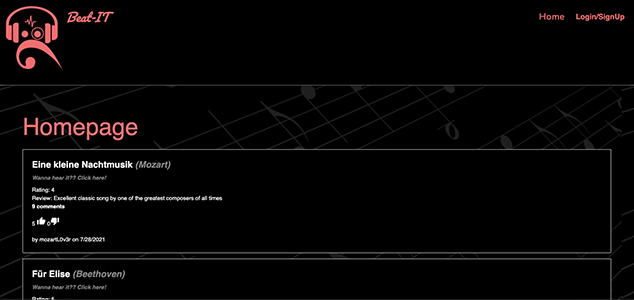 Beat-IT
Home Login/SignUp
Homepage
Eine kleine Nachtmusik (Mozart)
Wanna hear it?? Click here!
Rating: 4
Review: Excellent classic song by one of the greatest composers of all times
9 comments
5 0
by mozartL0v3r on 7/28/2021
Für Elise (Beethoven)
Wanna hear it?? Click here!
Rating: 5